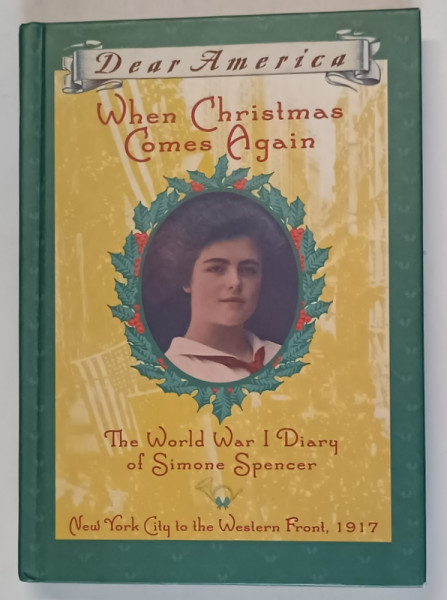 Dear America
When Christmas
Comes Again
The World War I Diary
of Simone Spencer
New York City to the Western Front, 1917